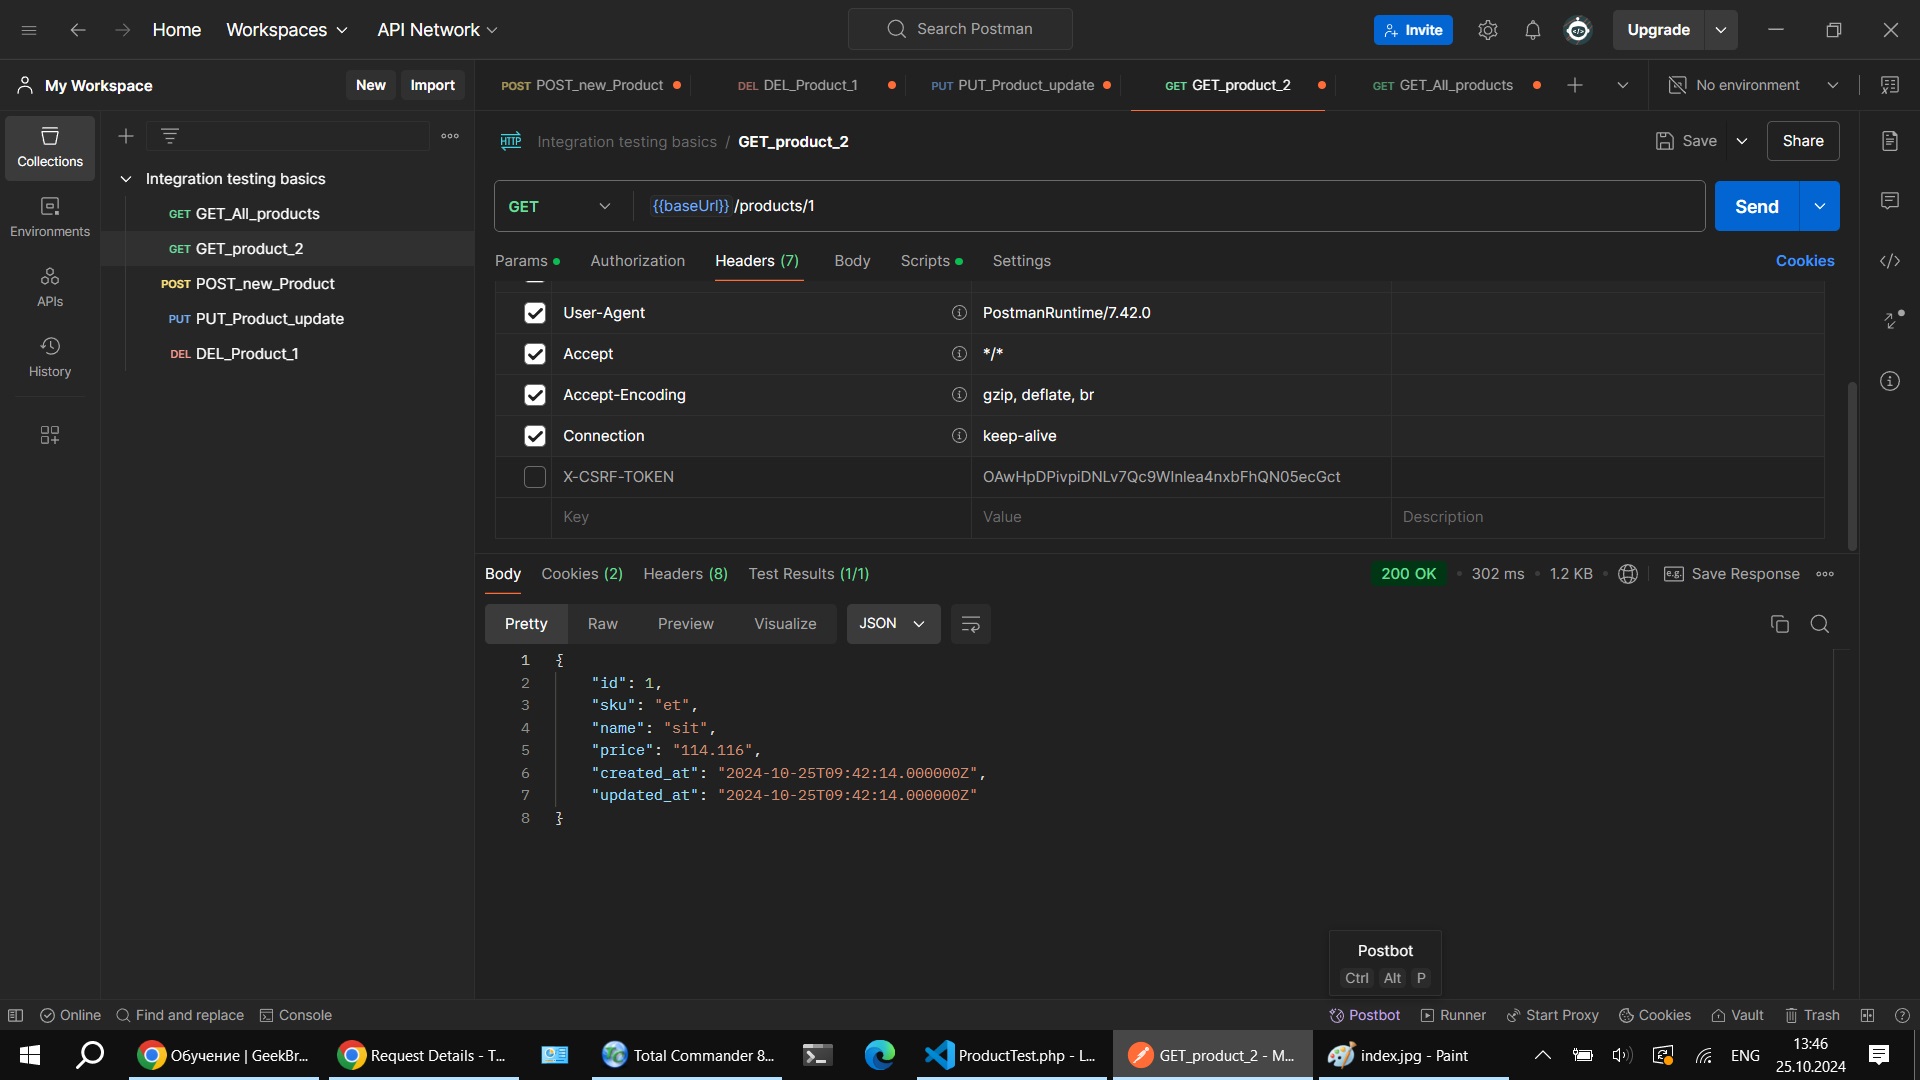 Home
Workspaces
API Network
Search Postman
Invite
Upgrade
My Workspace
New
Import
POST POST_new_Product
DEL DEL_Product_1
PUT PUT_Product_update
GET GET_product_2
GET GET_All_products
No environment
Collections
Environments
APIs
History
Integration testing basics
GET GET_All_products
GET GET_product_2
POST POST_new_Product
PUT PUT_Product_update
DEL DEL_Product_1
HTTP Integration testing basics / GET_product_2
Save
Share
GET
{{baseUrl}} /products/1
Send
Params
Authorization
Headers (7)
Body
Scripts
Settings
Cookies
User-Agent PostmanRuntime/7.42.0
Accept */*
Accept-Encoding gzip, deflate, br
Connection keep-alive
X-CSRF-TOKEN OAwHpDPivpiDNLv7Qc9WInlea4nxbFhQN05ecGct
Key Value Description
Body Cookies (2) Headers (8) Test Results (1/1)
200 OK 302 ms 1.2 KB e.g. Save Response
Pretty Raw Preview Visualize JSON
1 {
2 "id": 1,
3 "sku": "et",
4 "name": "sit",
5 "price": "114.116",
6 "created_at": "2024-10-25T09:42:14.000000Z",
7 "updated_at": "2024-10-25T09:42:14.000000Z"
8 }
Postbot
Ctrl Alt P
Online Find and replace Console
Postbot Runner Start Proxy Cookies Vault Trash
Обучение | GeekBr...
Request Details - T...
Total Commander 8...
ProductTest.php - L...
GET_product_2 - M...
index.jpg - Paint
ENG
13:46
25.10.2024